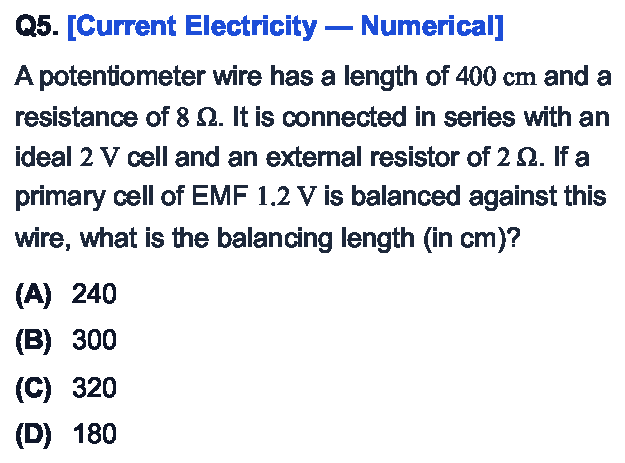 Q5. [Current Electricity — Numerical]
A potentiometer wire has a length of 400 cm and a
resistance of 8 Ω. It is connected in series with an
ideal 2 V cell and an external resistor of 2 Ω. If a
primary cell of EMF 1.2 V is balanced against this
wire, what is the balancing length (in cm)?
(A) 240
(B) 300
(C) 320
(D) 180